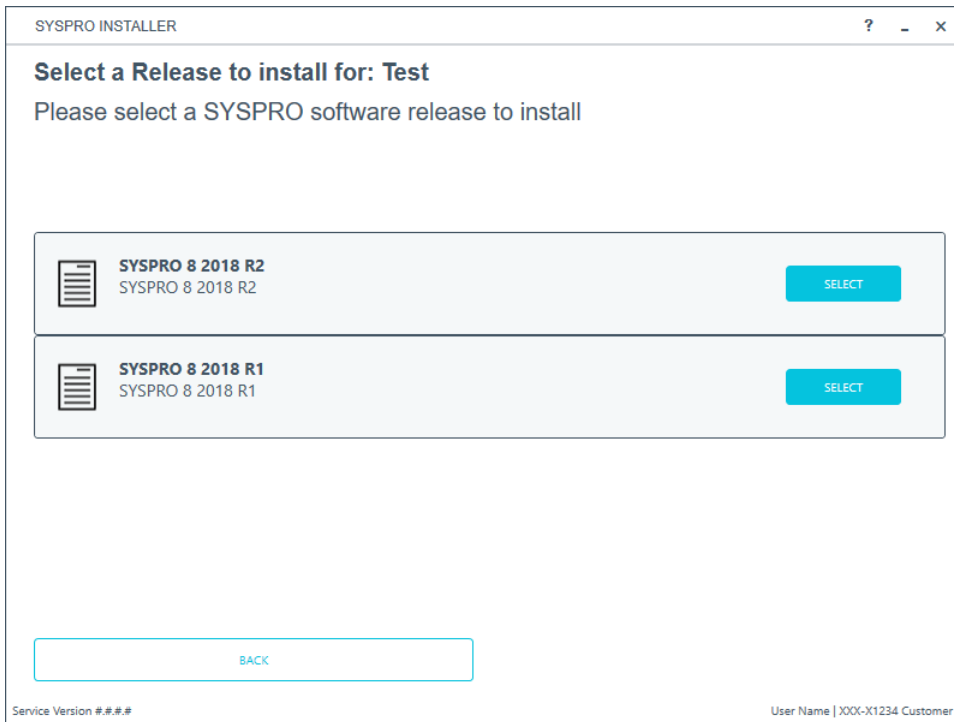 SYSPRO INSTALLER ? - ×
Select a Release to install for: Test
Please select a SYSPRO software release to install
SYSPRO 8 2018 R2
SYSPRO 8 2018 R2
SELECT
SYSPRO 8 2018 R1
SYSPRO 8 2018 R1
SELECT
BACK
Service Version #.#.#.# User Name | XXX-X1234 Customer